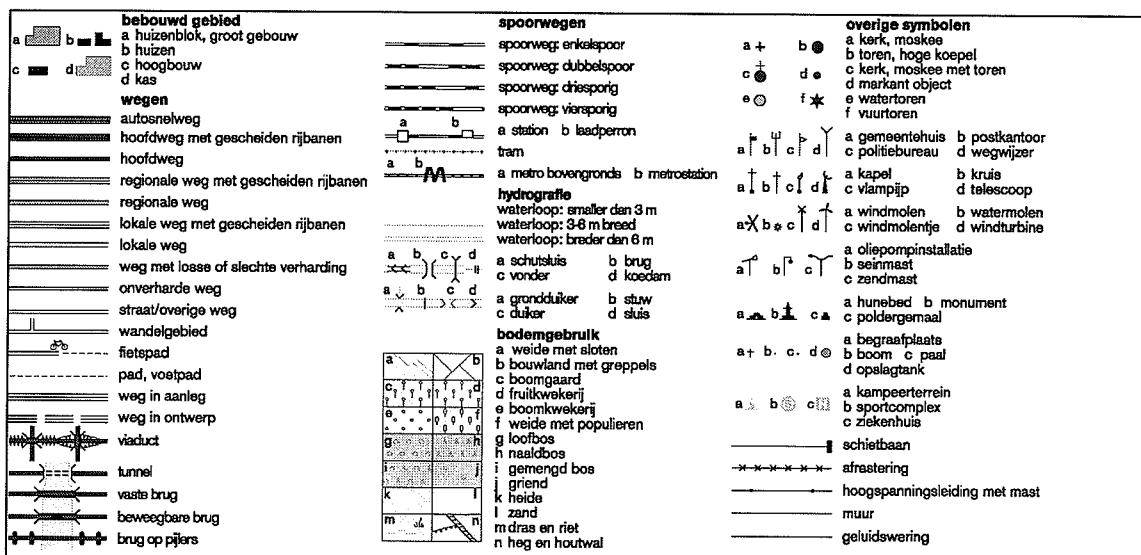 bebouwd gebied
a b
a huizenblok, groot gebouw
b huizen
c d
c hoogbouw
d kas
wegen
autosnelweg
hoofdweg met gescheiden rijbanen
hoofdweg
regionale weg met gescheiden rijbanen
regionale weg
lokale weg met gescheiden rijbanen
lokale weg
weg met losse of slechte verharding
onverharde weg
straat/overige weg
wandelgebied
fietspad
pad, voetpad
weg in aanleg
weg in ontwerp
viaduct
tunnel
vaste brug
beweegbare brug
brug op pijlers
spoorwegen
spoorweg: enkelspoor
spoorweg: dubbelspoor
spoorweg: driesporig
spoorweg: viersporig
a b
a station b laadperron
tram
a b
M
a metro bovengronds b metrostation
hydrografie
waterloop: smaller dan 3 m
waterloop: 3-6 m breed
waterloop: breder dan 6 m
a b c d
a schutsluis b brug
c vonder d koedam
a b c d
a grondduiker b stuw
c duiker d sluis
bodemgebruik
a b
a weide met sloten
b bouwland met greppels
c d
c boomgaard
d fruitkwekerij
e f
e boomkwekerij
f weide met populieren
g h
g loofbos
h naaldbos
i j
i gemengd bos
j griend
k l
k heide
l zand
m n
m dras en riet
n heg en houtwal
overige symbolen
a b
a kerk, moskee
b toren, hoge koepel
c d
c kerk, moskee met toren
d markant object
e f
e watertoren
f vuurtoren
a b c d
a gemeentehuis b postkantoor
c politiebureau d wegwijzer
a b c d
a kapel b kruis
c vlampijp d telescoop
a b c d
a windmolen b watermolen
c windmolentje d windturbine
a b c
a oliepompinstallatie
b seinmast
c zendmast
a b c
a hunebed b monument
c poldergemaal
a b c d
a begraafplaats
b boom c paal
d opslagtank
a b S c H
a kampeerterrein
b sportcomplex
c ziekenhuis
schietbaan
afrastering
hoogspanningsleiding met mast
muur
geluidswering